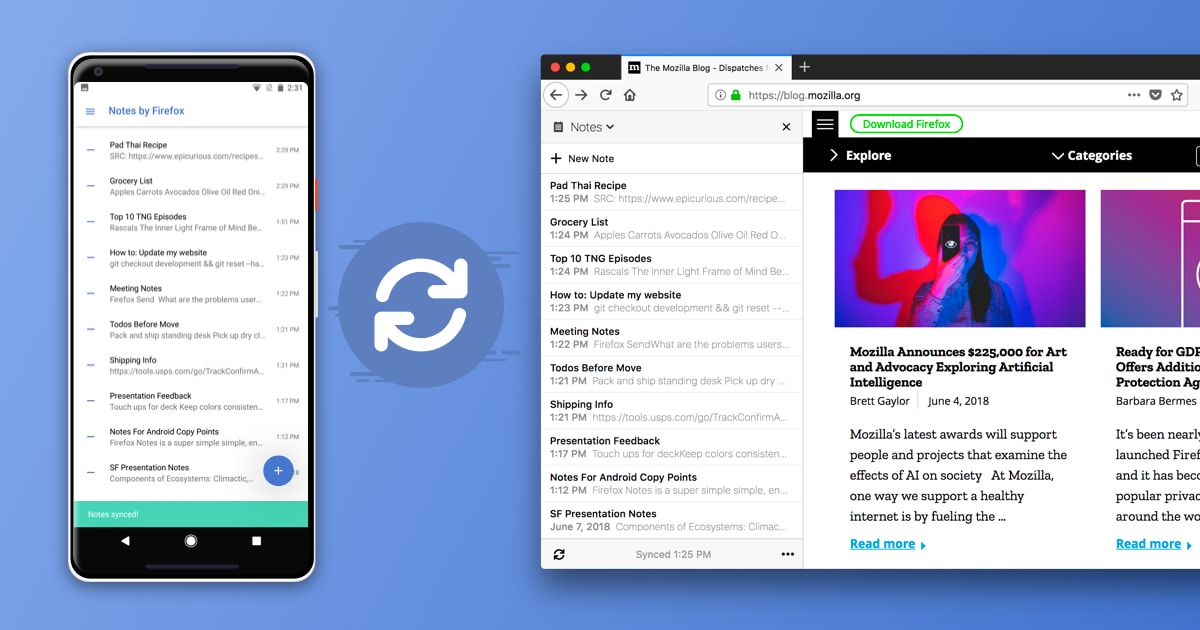 2:31
Notes by Firefox
Pad Thai Recipe
SRC: https://www.epicurious.com/recipes...
2:29 PM
Grocery List
Apples Carrots Avocados Olive Oil Red Oni...
2:29 PM
Top 10 TNG Episodes
Rascals The Inner Light Frame of Mind Be...
1:51 PM
How to: Update my website
git checkout development && git reset --ha...
1:23 PM
Meeting Notes
Firefox Send What are the problems user...
1:22 PM
Todos Before Move
Pack and ship standing desk Pick up dry cl...
1:21 PM
Shipping Info
https://tools.usps.com/go/TrackConfirmA...
1:21 PM
Presentation Feedback
Touch ups for deck Keep colors consisten...
1:17 PM
Notes For Android Copy Points
Firefox Notes is a super simple simple, en...
1:12 PM
SF Presentation Notes
Components of Ecosystems: Climactic,...
Notes synced!
m The Mozilla Blog - Dispatches f
https://blog.mozilla.org
Notes
New Note
Pad Thai Recipe
1:25 PM SRC: https://www.epicurious.com/recipe...
Grocery List
1:24 PM Apples Carrots Avocados Olive Oil Red O...
Top 10 TNG Episodes
1:24 PM Rascals The Inner Light Frame of Mind Be...
How to: Update my website
1:23 PM git checkout development && git reset --...
Meeting Notes
1:22 PM Firefox SendWhat are the problems users...
Todos Before Move
1:21 PM Pack and ship standing desk Pick up dry ...
Shipping Info
1:21 PM https://tools.usps.com/go/TrackConfirmA...
Presentation Feedback
1:17 PM Touch ups for deckKeep colors consisten...
Notes For Android Copy Points
1:12 PM Firefox Notes is a super simple simple, en...
SF Presentation Notes
June 7, 2018 Components of Ecosystems: Climac...
Synced 1:25 PM
Download Firefox
Explore
Categories
Mozilla Announces $225,000 for Art
and Advocacy Exploring Artificial
Intelligence
Brett Gaylor June 4, 2018
Mozilla's latest awards will support
people and projects that examine the
effects of AI on society At Mozilla,
one way we support a healthy
internet is by fueling the ...
Read more
Ready for GDP
Offers Additio
Protection Ag
Barbara Bermes
It's been nearly
launched Firef
and it has beco
popular privac
around the wo
Read more